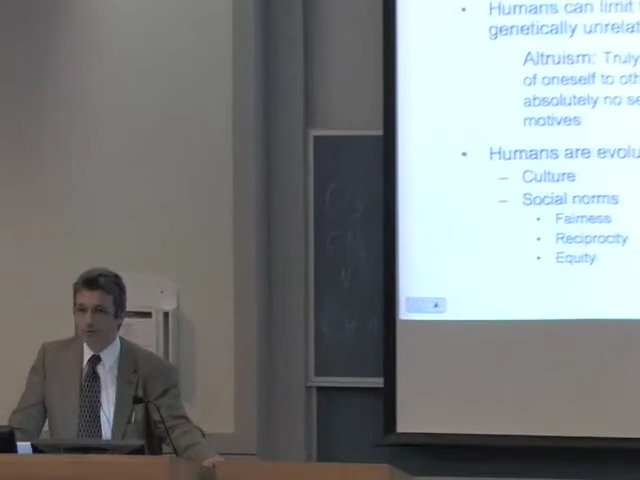 Humans can limit
genetically unrelat
Altruism: Truly
of oneself to oth
absolutely no se
motives
Humans are evolu
– Culture
– Social norms
Fairness
Reciprocity
Equity